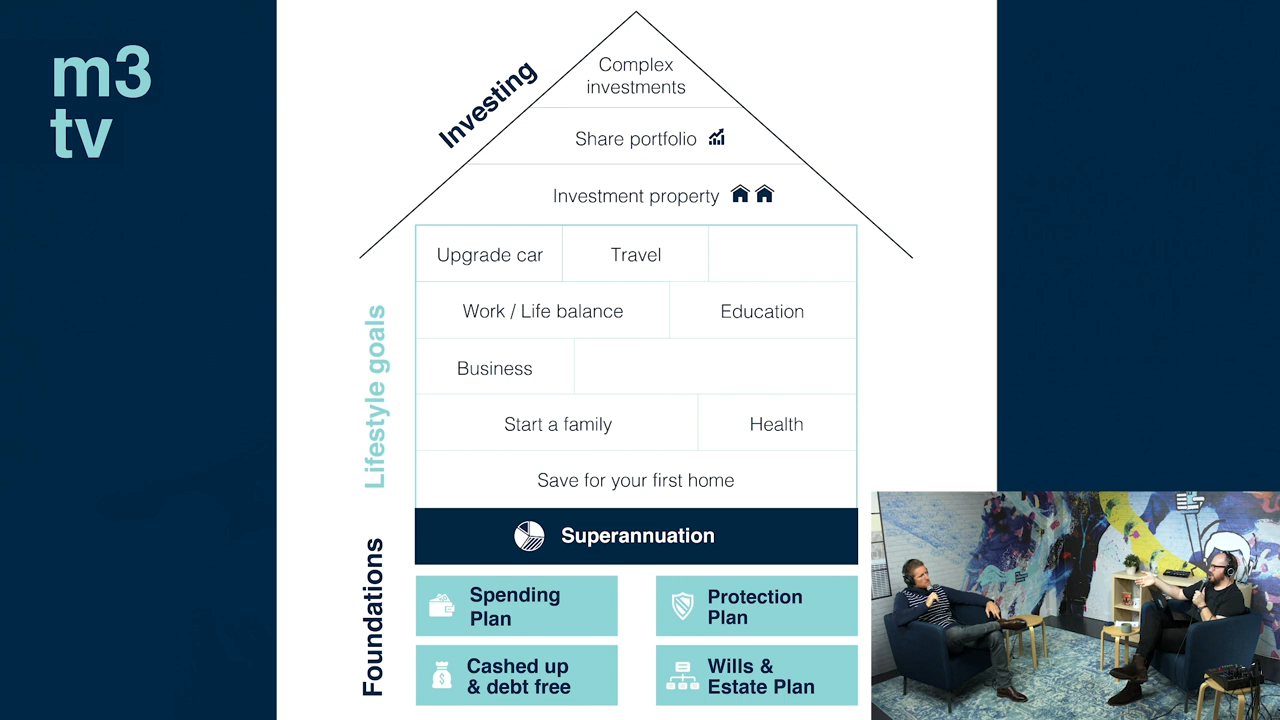 m3
tv
Investing
Complex
investments
Share portfolio
Investment property
Lifestyle goals
Upgrade car
Travel
Work / Life balance
Education
Business
Start a family
Health
Save for your first home
Foundations
Superannuation
Spending
Plan
Protection
Plan
Cashed up
& debt free
Wills &
Estate Plan